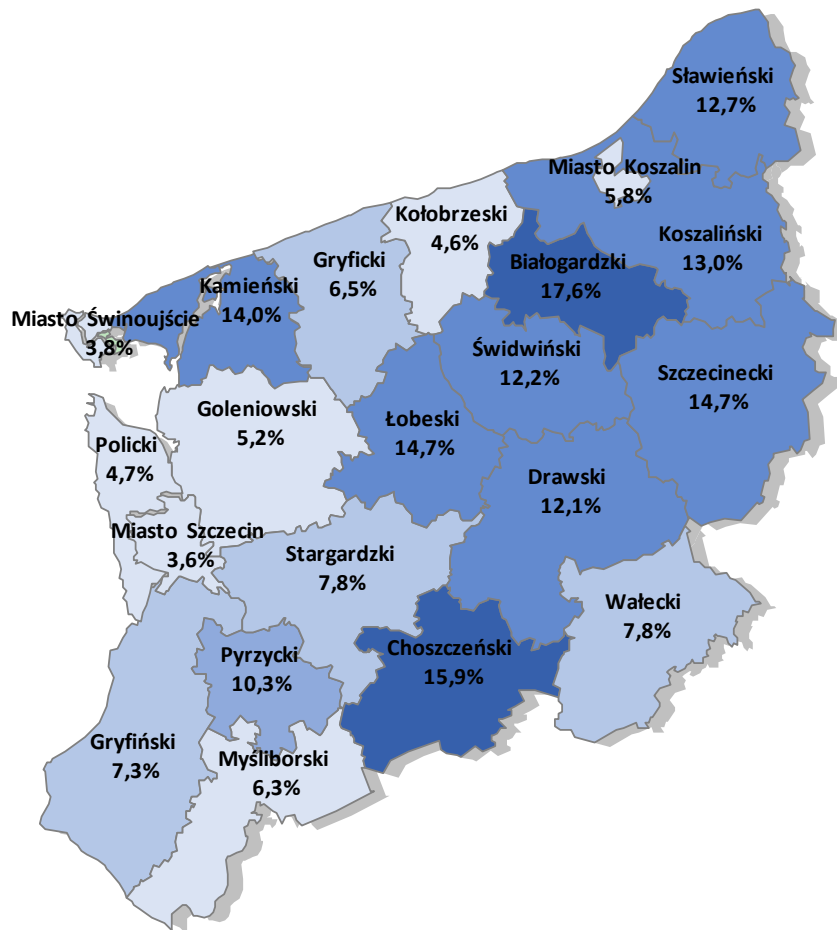 Sławieński
12,7%
Miasto Koszalin
5,8%
Kołobrzeski
4,6%
Koszaliński
13,0%
Gryficki
6,5%
Białogardzki
17,6%
Kamieński
14,0%
Miasto Świnoujście
3,8%
Świdwiński
12,2%
Szczecinecki
14,7%
Goleniowski
5,2%
Łobeski
14,7%
Policki
4,7%
Drawski
12,1%
Miasto Szczecin
3,6%
Stargardzki
7,8%
Wałecki
7,8%
Pyrzycki
10,3%
Choszczeński
15,9%
Gryfiński
7,3%
Myśliborski
6,3%